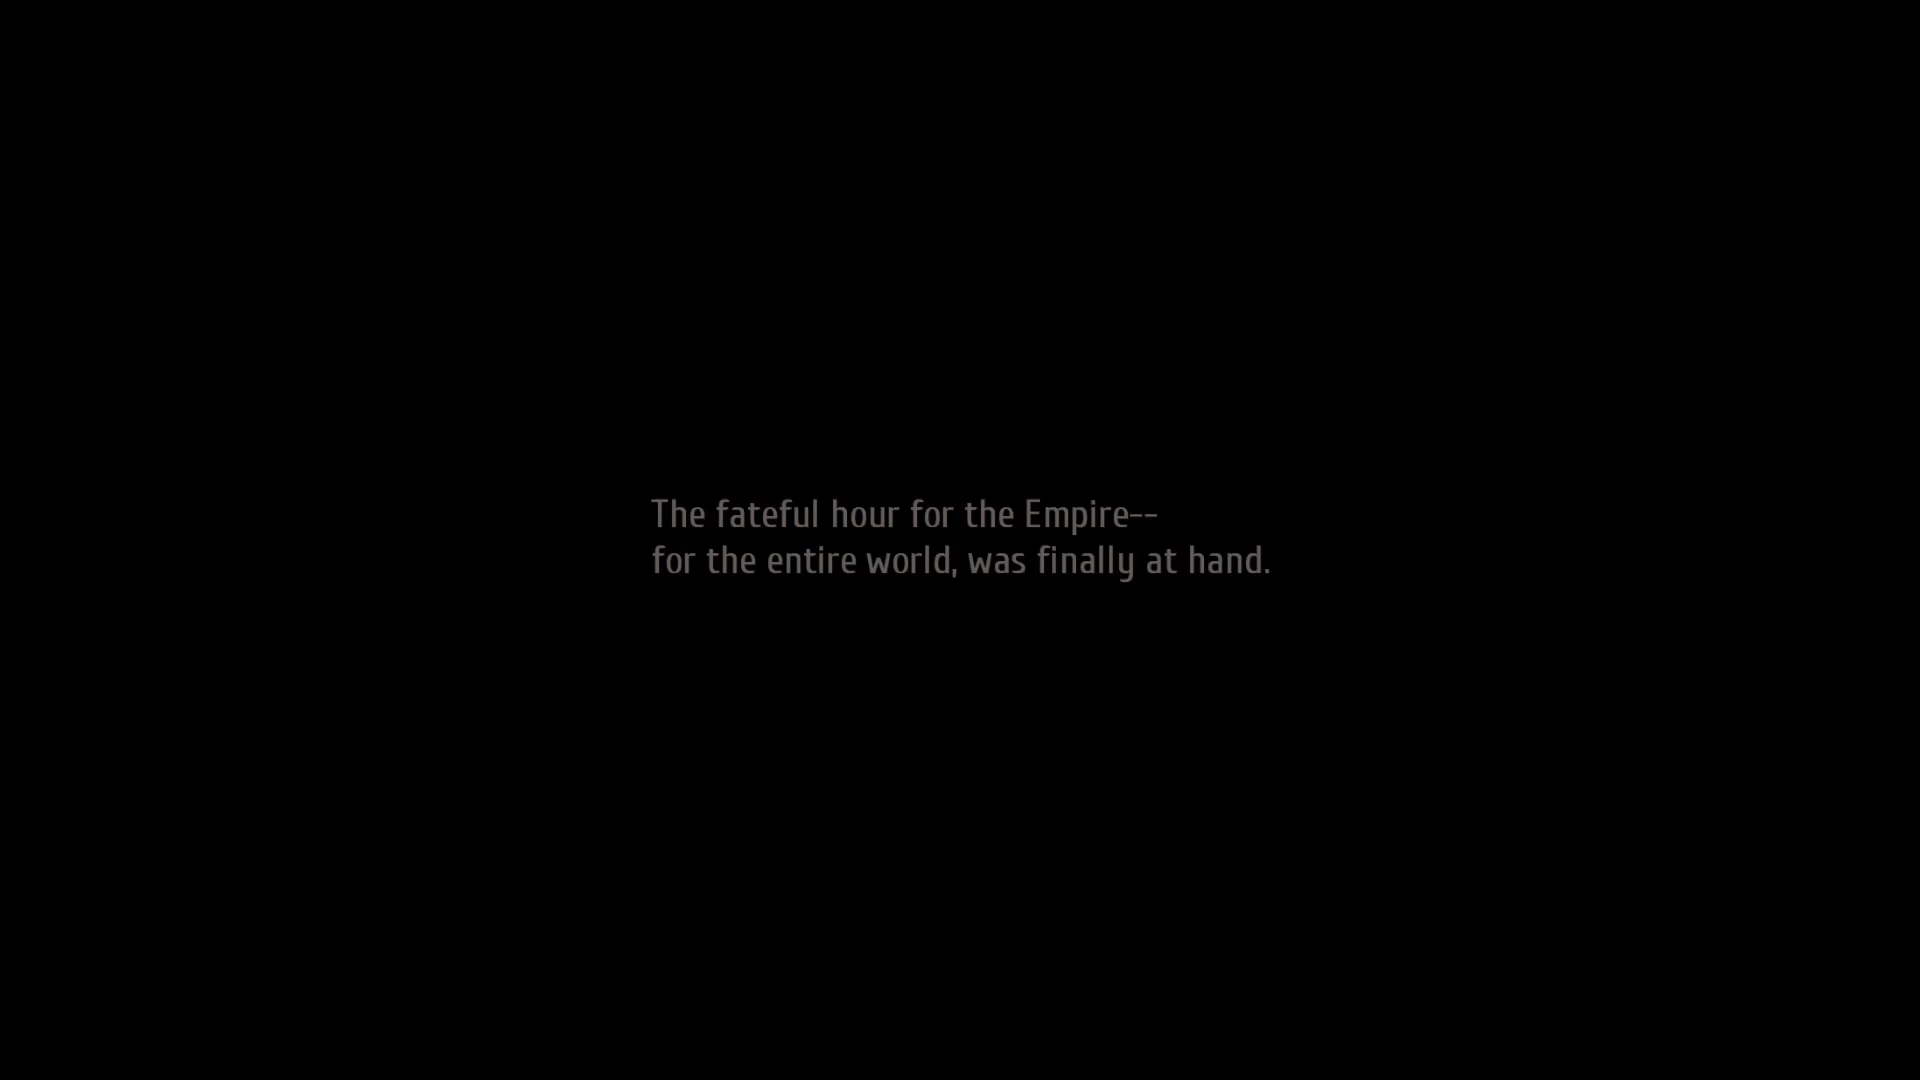 The fateful hour for the Empire--
for the entire world, was finally at hand.